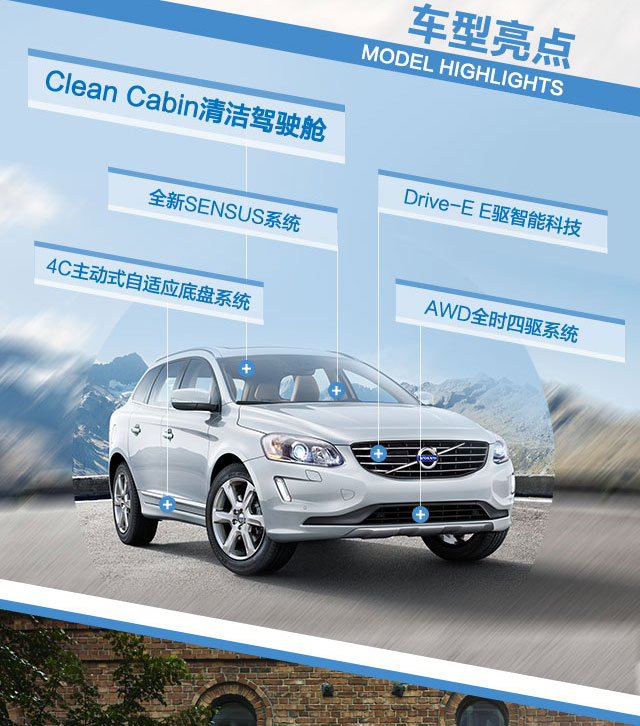 车型亮点
MODEL HIGHLIGHTS
Clean Cabin清洁驾驶舱
全新SENSUS系统
Drive-E E驱智能科技
4C主动式自适应底盘系统
AWD全时四驱系统
VOLVO